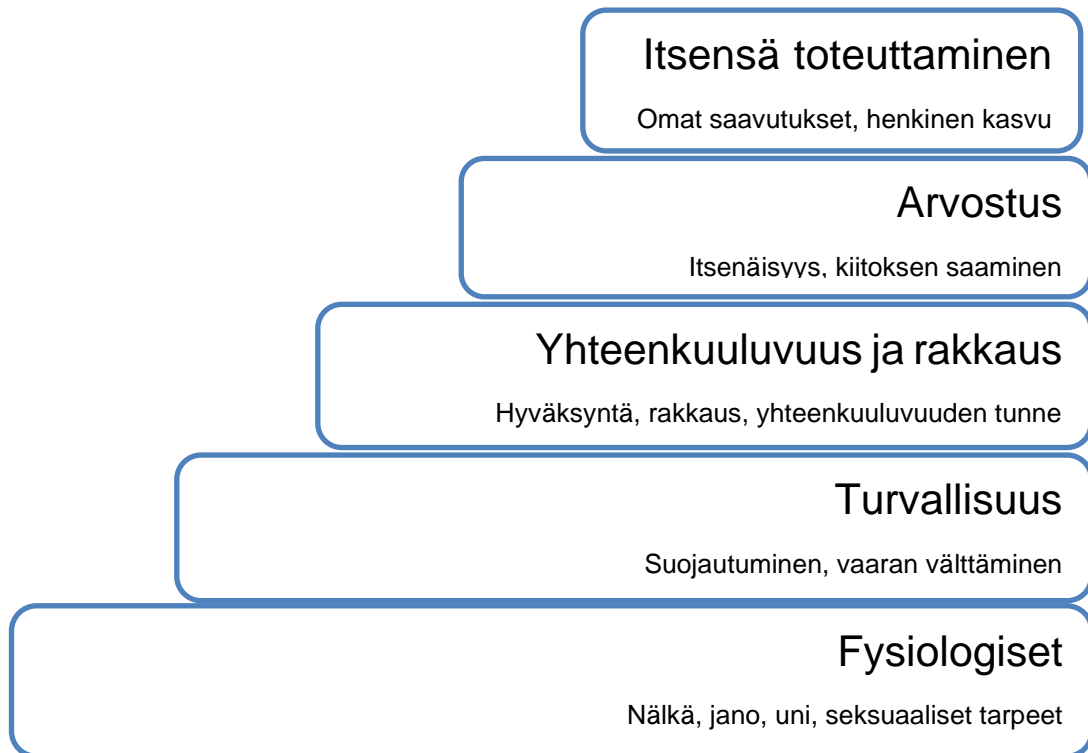 Itsensä toteuttaminen
Omat saavutukset, henkinen kasvu
Arvostus
Itsenäisyys, kiitoksen saaminen
Yhteenkuuluvuus ja rakkaus
Hyväksyntä, rakkaus, yhteenkuuluvuuden tunne
Turvallisuus
Suojautuminen, vaaran välttäminen
Fysiologiset
Nälkä, jano, uni, seksuaaliset tarpeet